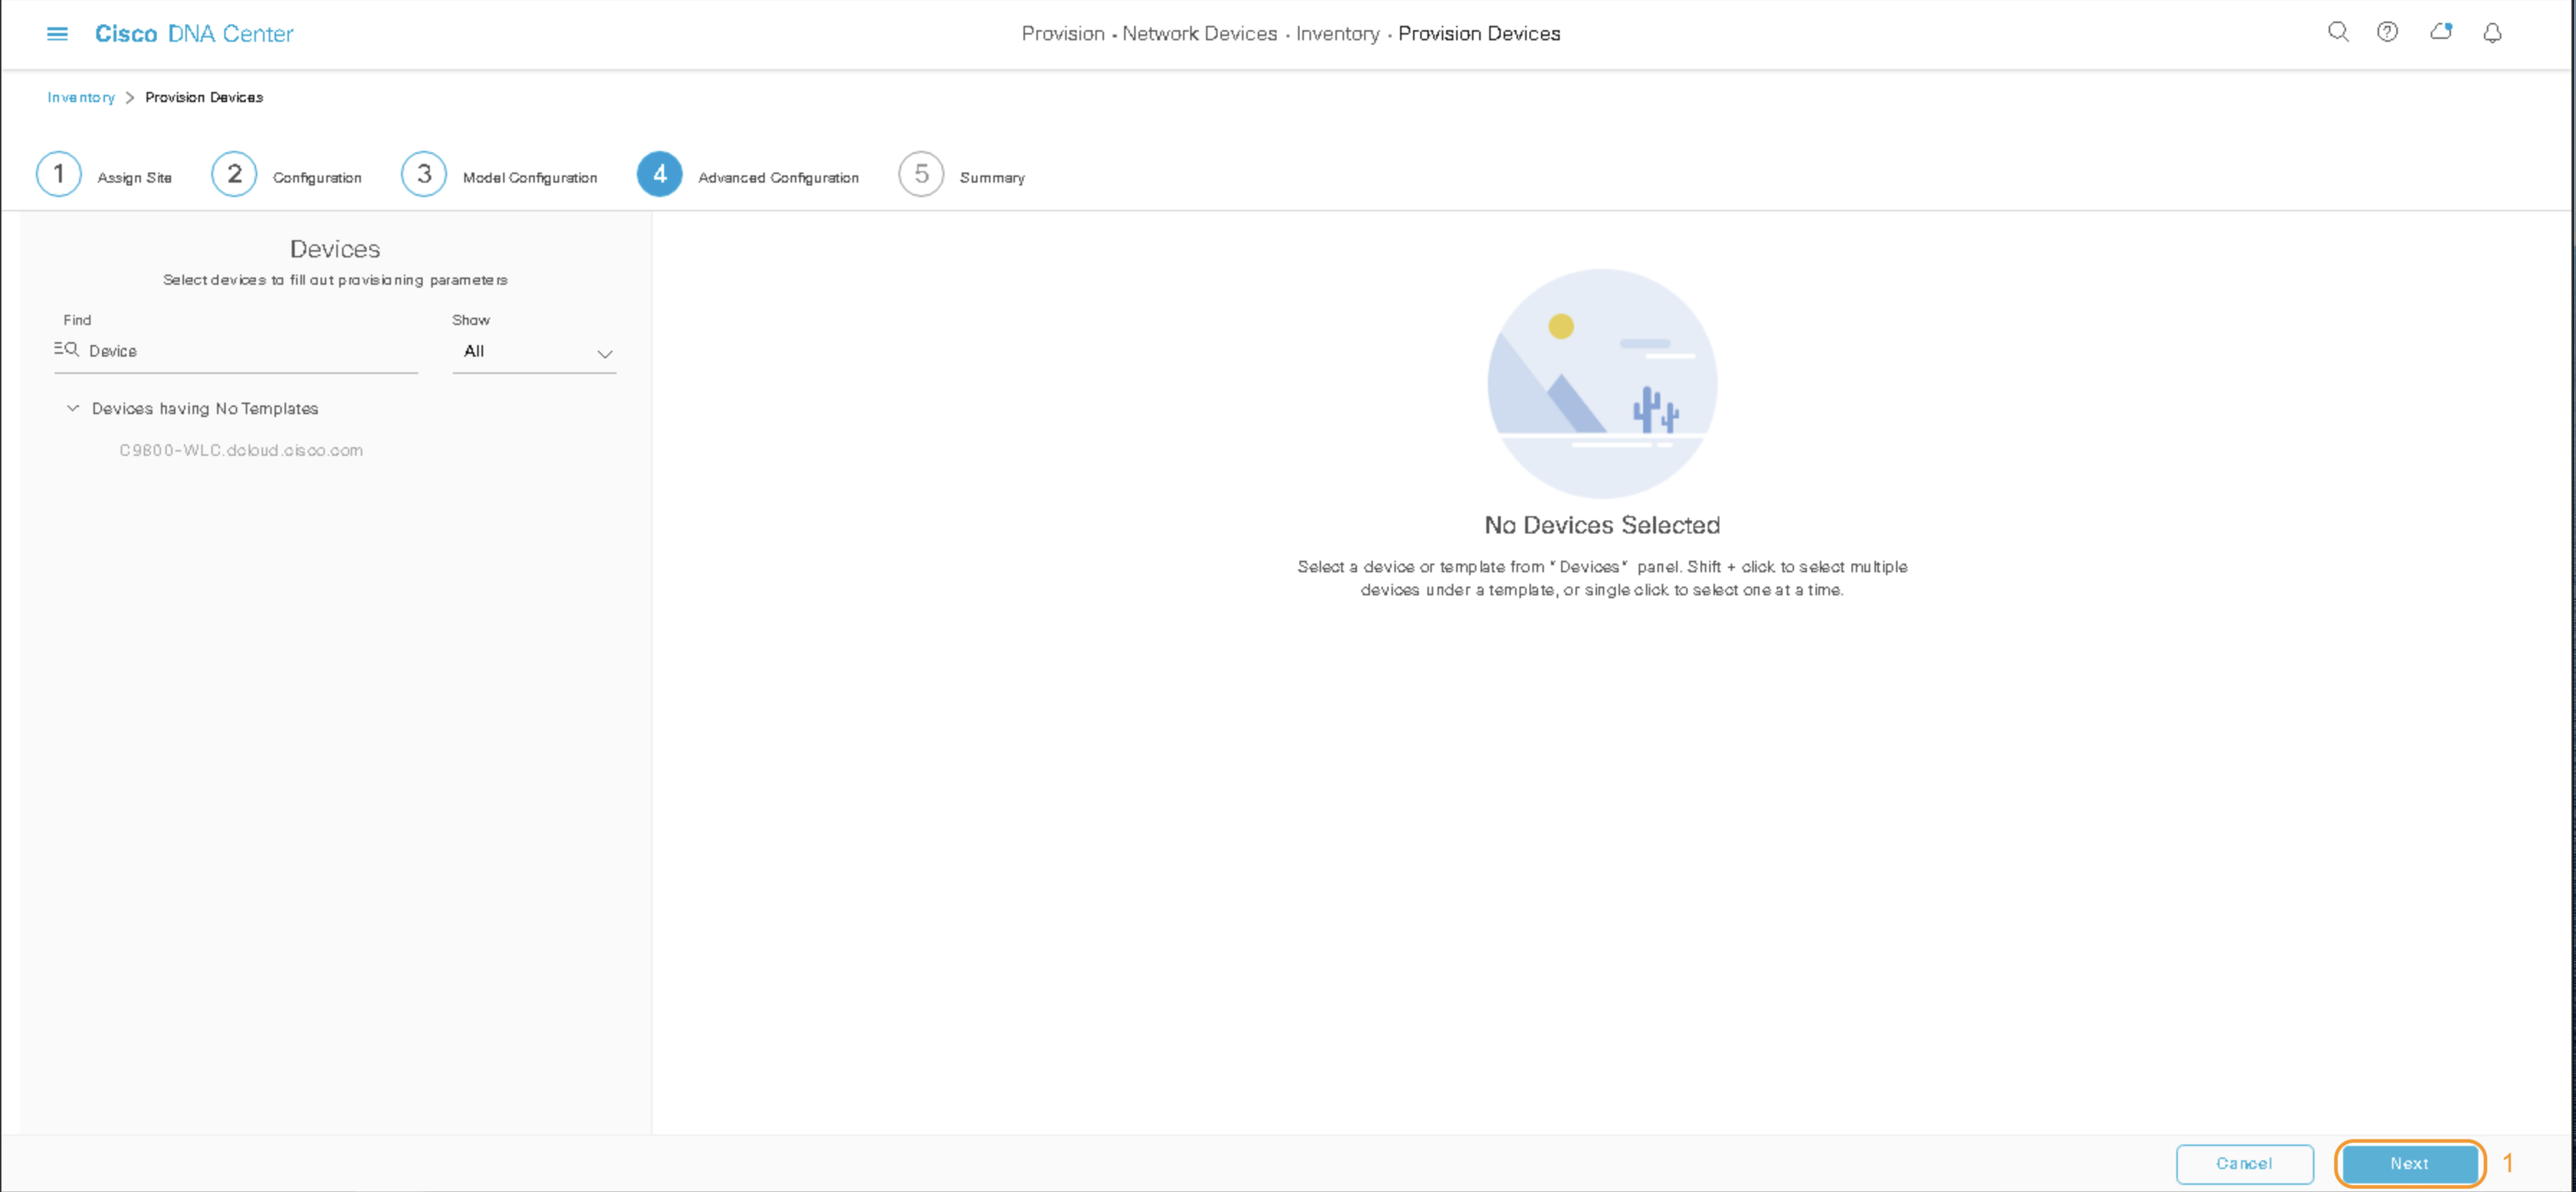 Cisco DNA Center
Provision · Network Devices · Inventory · Provision Devices
Inventory > Provision Devices
1 Assign Site 2 Configuration 3 Model Configuration 4 Advanced Configuration 5 Summary
Devices
Select devices to fill out provisioning parameters
Find Show
Device All
Devices having No Templates
C9800-WLC.dcloud.cisco.com
No Devices Selected
Select a device or template from "Devices" panel. Shift + click to select multiple
devices under a template, or single click to select one at a time.
Cancel Next 1